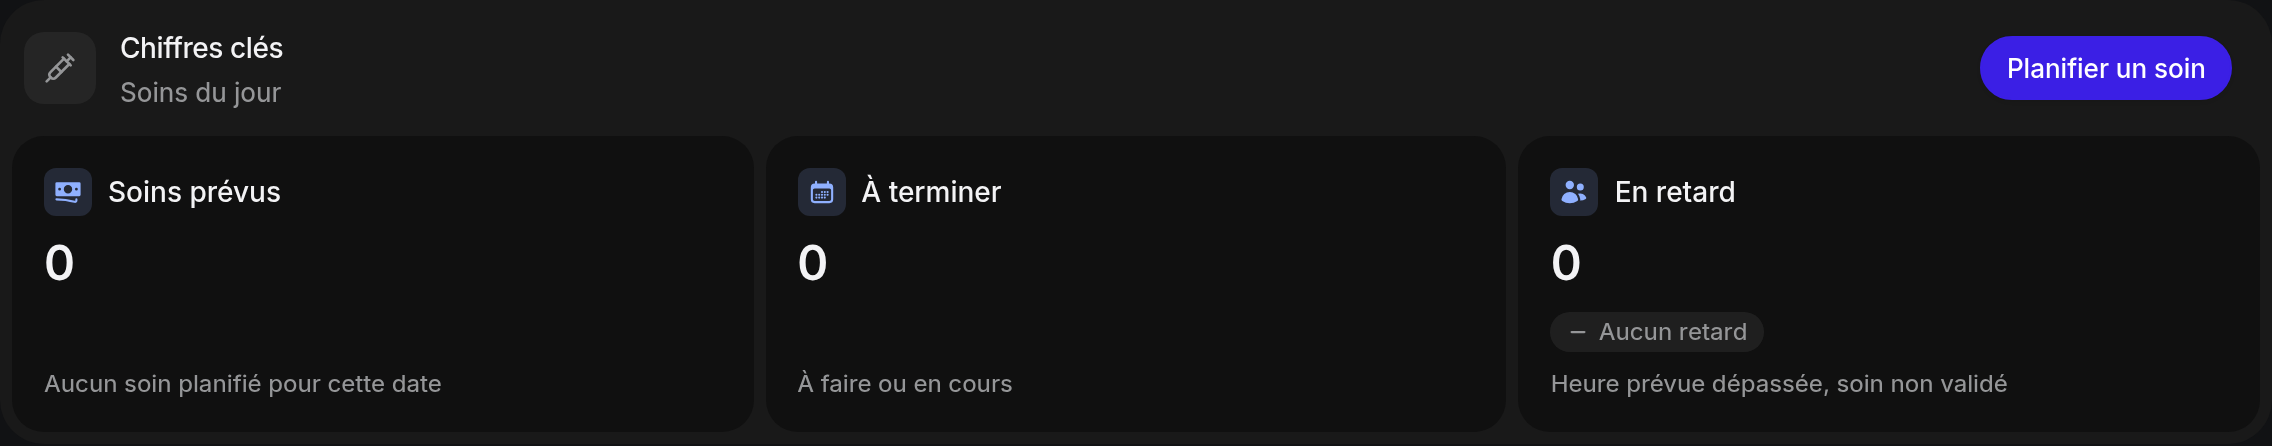 Chiffres clés
Soins du jour
Planifier un soin
Soins prévus
0
Aucun soin planifié pour cette date
À terminer
0
À faire ou en cours
En retard
0
— Aucun retard
Heure prévue dépassée, soin non validé